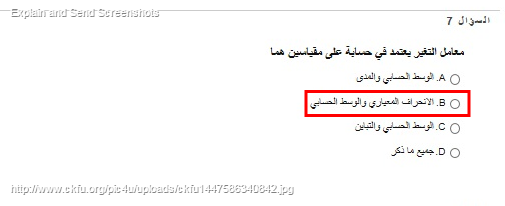 Explain and Send Screenshots
السؤال 7
معامل التغير يعتمد في حسابة على مقياسين هما
A. الوسط الحسابي والمدى
B. الانحراف المعياري والوسط الحسابي
C. الوسط الحسابي والتباين
D. جميع ما ذكر
http://www.ckfu.org/pic4u/uploads/ckfu1447586340842.jpg